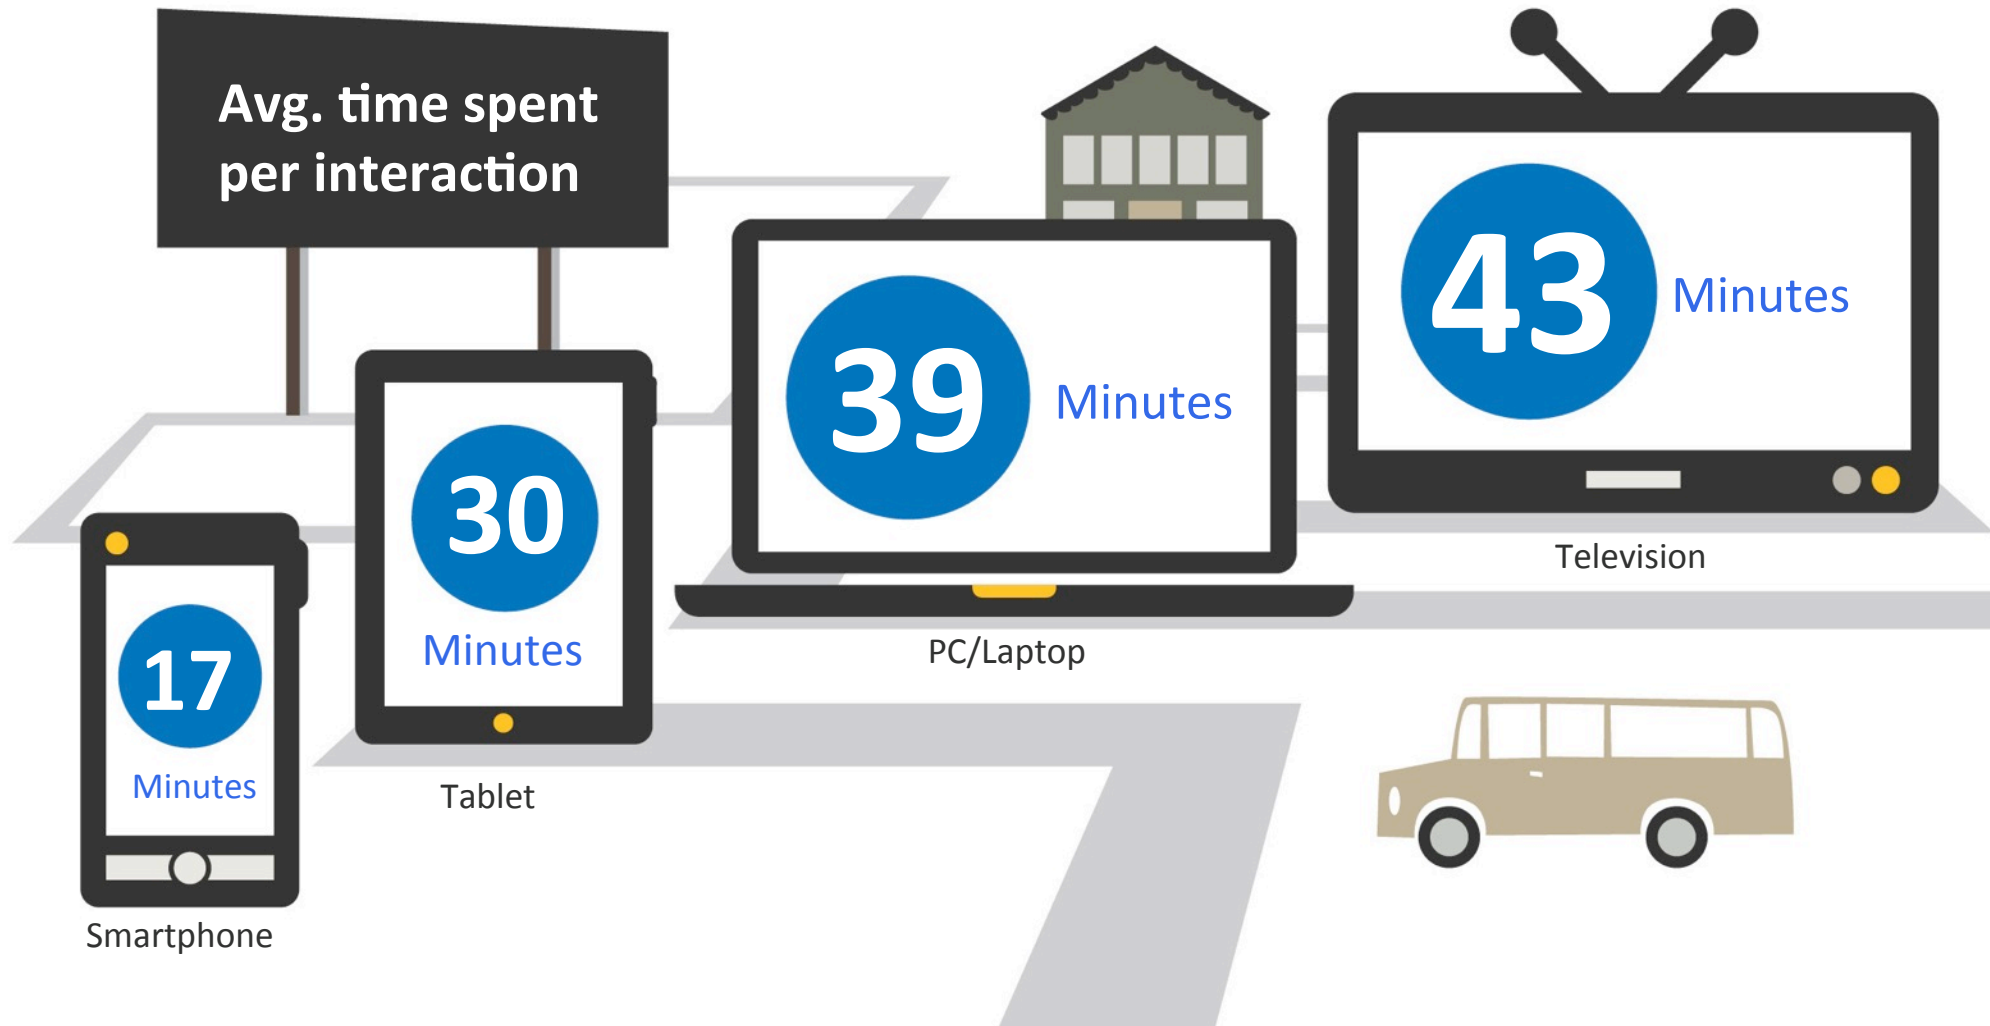 Avg. time spent
per interaction
43
Minutes
39
Minutes
30
Minutes
17
Minutes
Television
PC/Laptop
Tablet
Smartphone